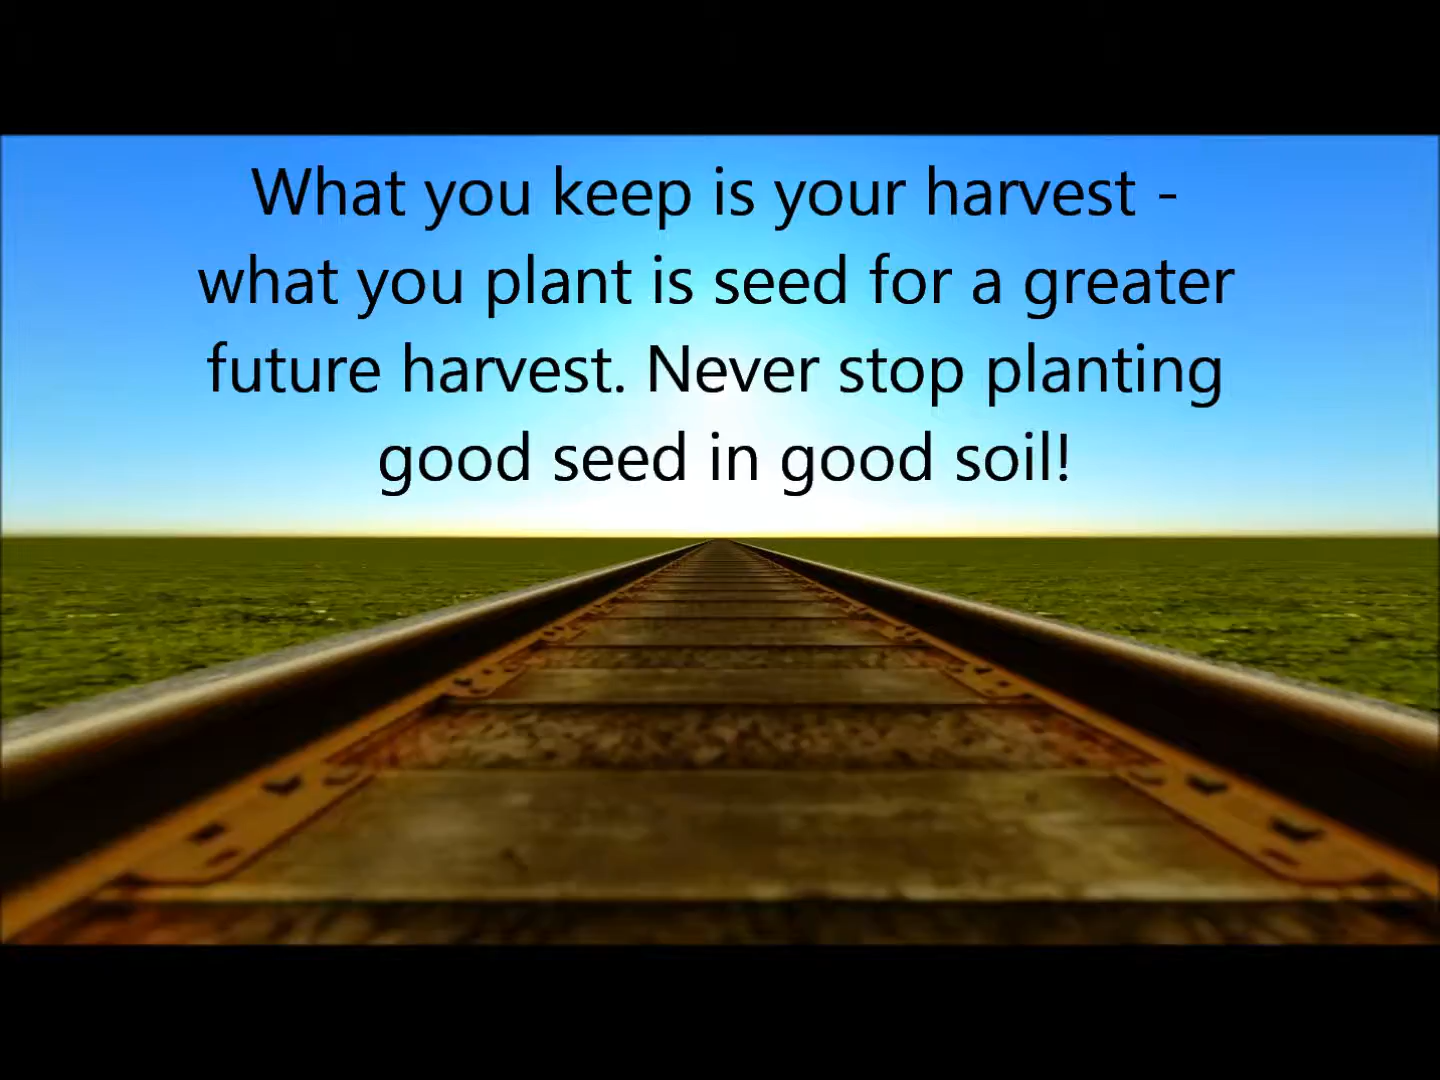 What you keep is your harvest -
what you plant is seed for a greater
future harvest. Never stop planting
good seed in good soil!